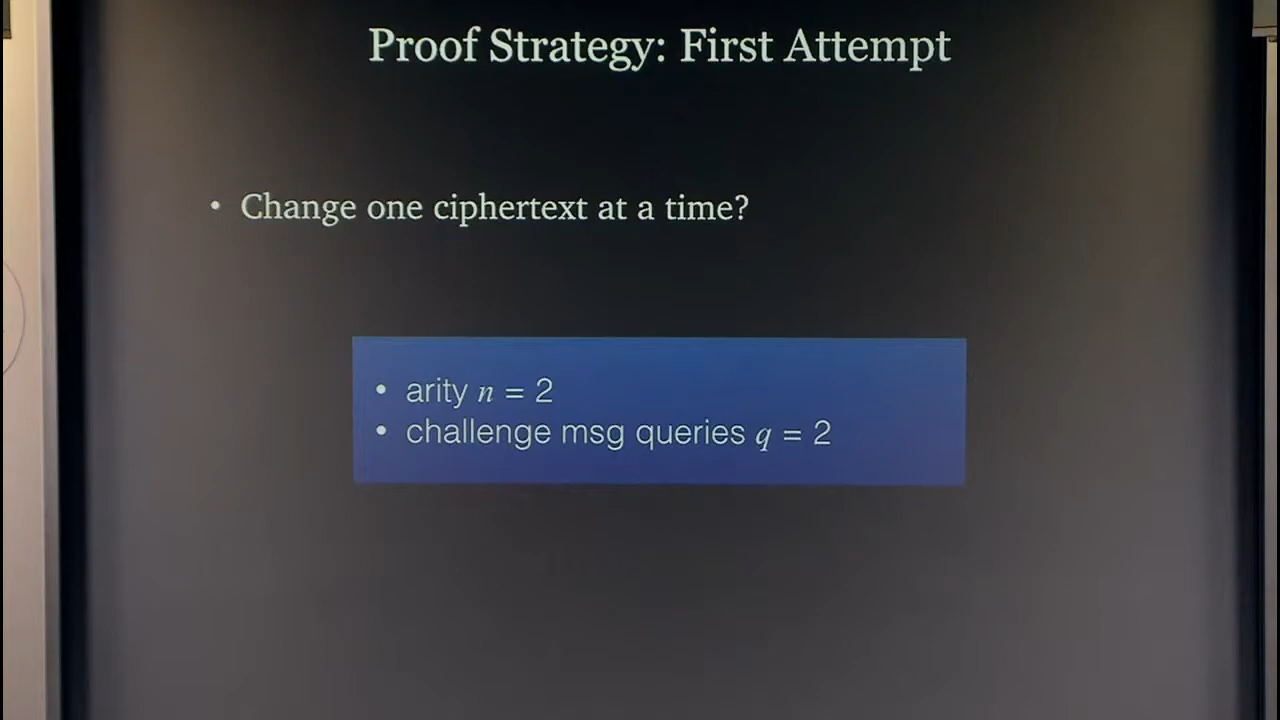 Proof Strategy: First Attempt
• Change one ciphertext at a time?
• arity n = 2
• challenge msg queries q = 2